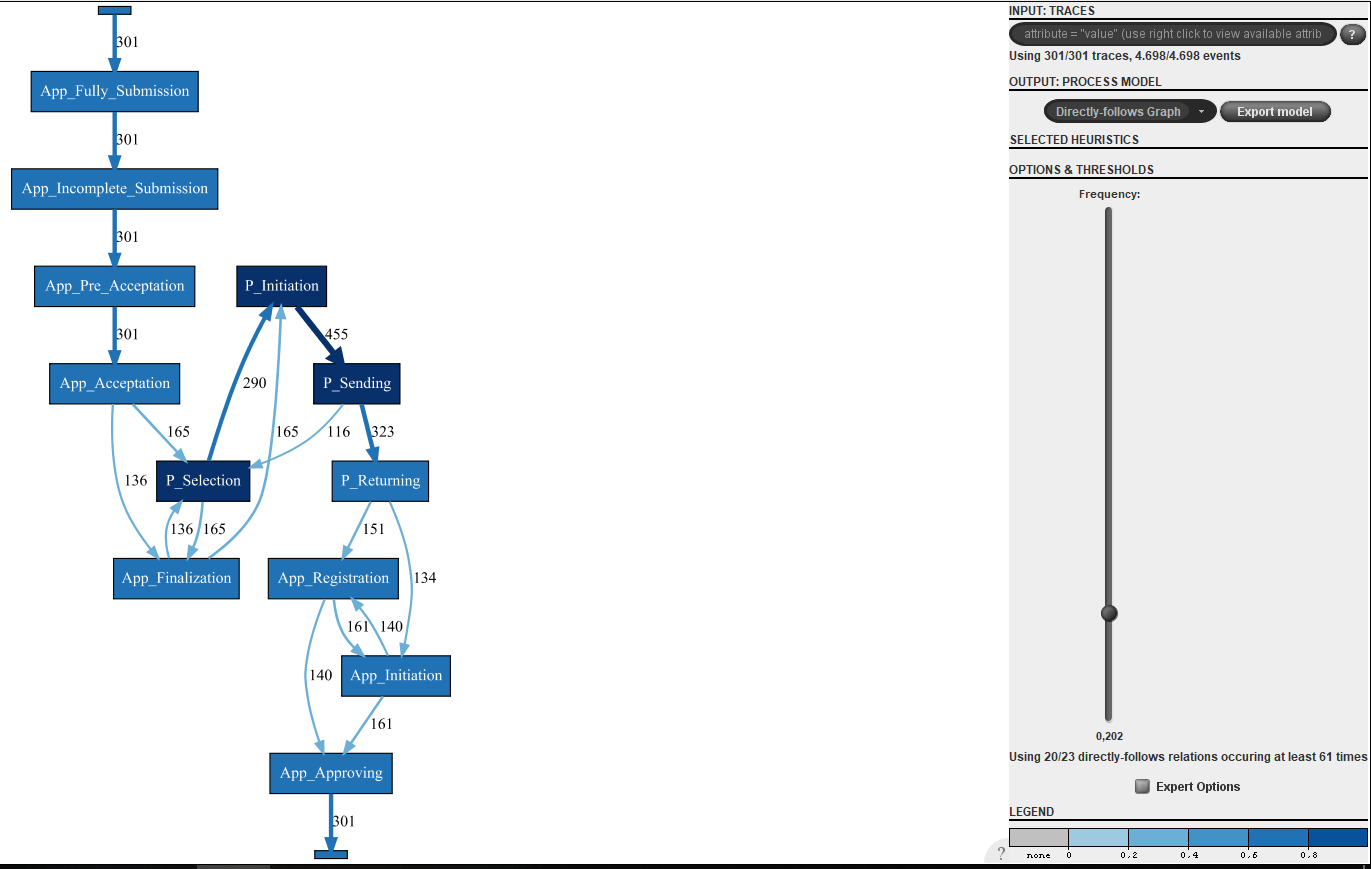 301
App_Fully_Submission
301
App_Incomplete_Submission
301
App_Pre_Acceptation
P_Initiation
301
455
App_Acceptation
290
P_Sending
165
165
116
323
136
P_Selection
P_Returning
136
165
151
App_Finalization
App_Registration
134
161
140
140
App_Initiation
161
App_Approving
301
INPUT: TRACES
attribute = "value" (use right click to view available attrib
?
Using 301/301 traces, 4.698/4.698 events
OUTPUT: PROCESS MODEL
Directly-follows Graph
Export model
SELECTED HEURISTICS
OPTIONS & THRESHOLDS
Frequency:
0,202
Using 20/23 directly-follows relations occuring at least 61 times
Expert Options
LEGEND
?
none 0 0,2 0,4 0,6 0,8